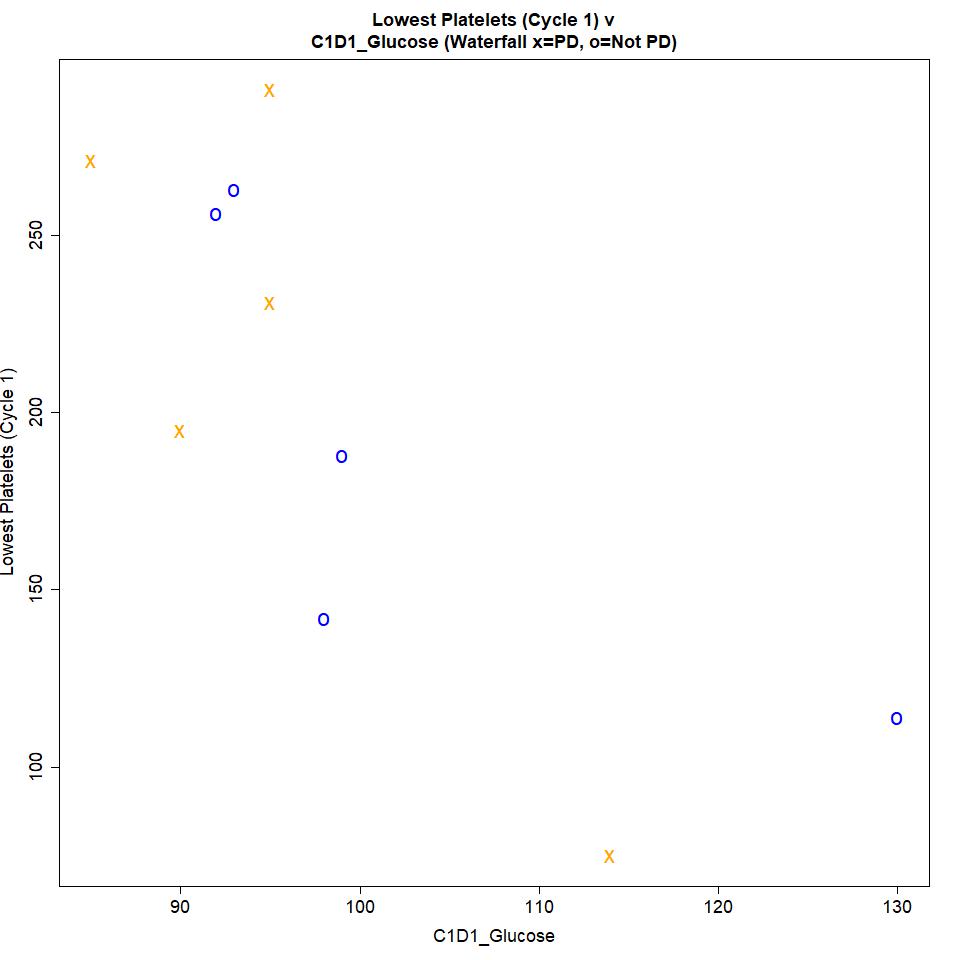 Lowest Platelets (Cycle 1) v
C1D1_Glucose (Waterfall x=PD, o=Not PD)
X
X
O
O
X
X
O
O
O
X
250
200
150
100
Lowest Platelets (Cycle 1)
90 100 110 120 130
C1D1_Glucose